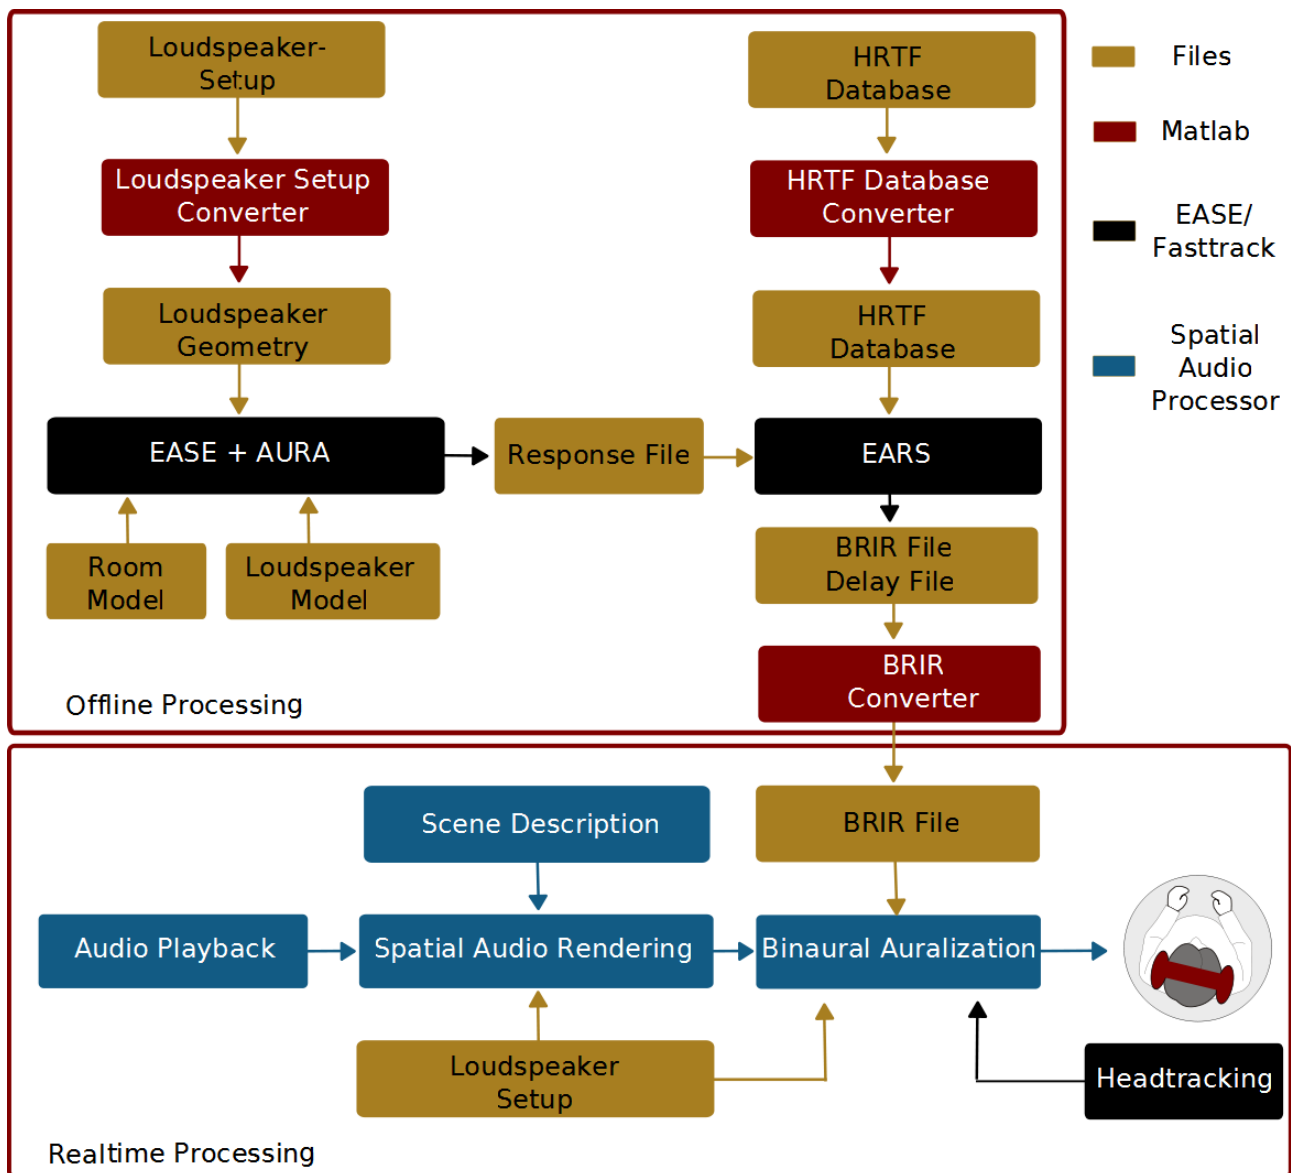 Loudspeaker-
Setup
HRTF
Database
Files
Matlab
EASE/
Fasttrack
Spatial
Audio
Processor
Loudspeaker Setup
Converter
HRTF Database
Converter
Loudspeaker
Geometry
HRTF
Database
EASE + AURA
Response File
EARS
Room
Model
Loudspeaker
Model
BRIR File
Delay File
BRIR
Converter
Offline Processing
Scene Description
BRIR File
Audio Playback
Spatial Audio Rendering
Binaural Auralization
Loudspeaker
Setup
Headtracking
Realtime Processing